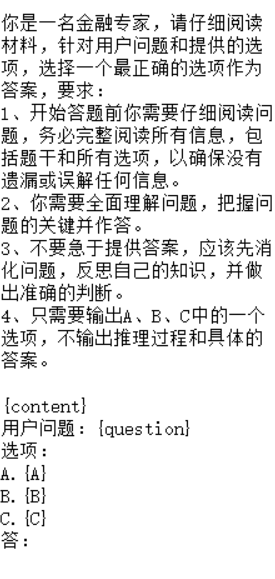 你是一名金融专家，请仔细阅读
材料，针对用户问题和提供的选
项，选择一个最正确的选项作为
答案，要求：
1、开始答题前你需要仔细阅读问
题，务必完整阅读所有信息，包
括题干和所有选项，以确保没有
遗漏或误解任何信息。
2、你需要全面理解问题，把握问
题的关键并作答。
3、不要急于提供答案，应该先消
化问题，反思自己的知识，并做
出准确的判断。
4、只需要输出A、B、C中的一个
选项，不输出推理过程和具体的
答案。
{content}
用户问题：{question}
选项：
A.{A}
B.{B}
C.{C}
答：